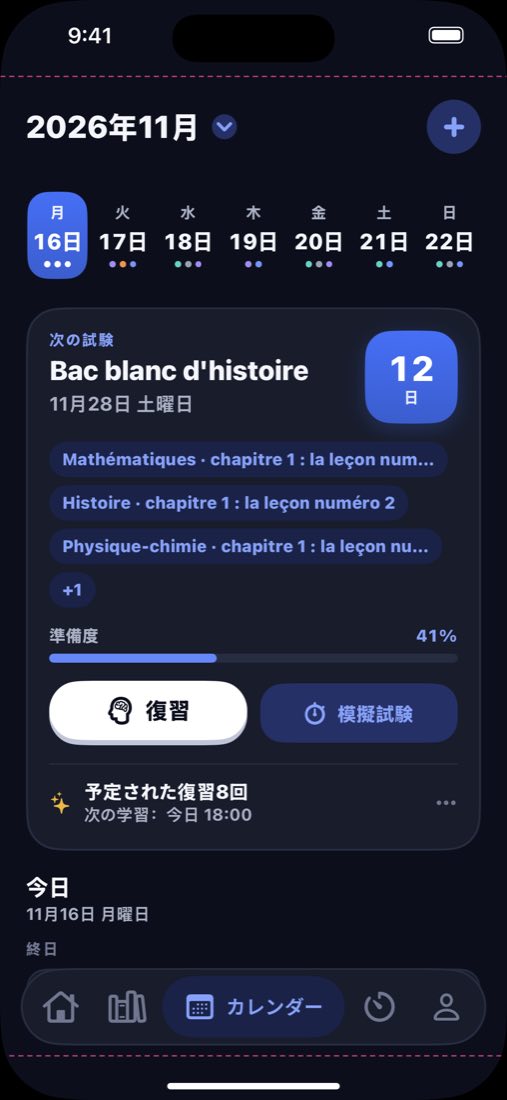 9:41
2026年11月
月 火 水 木 金 土 日
16日 17日 18日 19日 20日 21日 22日
次の試験
Bac blanc d'histoire
11月28日 土曜日
12
日
Mathématiques · chapitre 1 : la leçon num...
Histoire · chapitre 1 : la leçon numéro 2
Physique-chimie · chapitre 1 : la leçon nu...
+1
準備度 41%
復習 模擬試験
予定された復習8回
次の学習: 今日 18:00
今日
11月16日 月曜日
終日
カレンダー